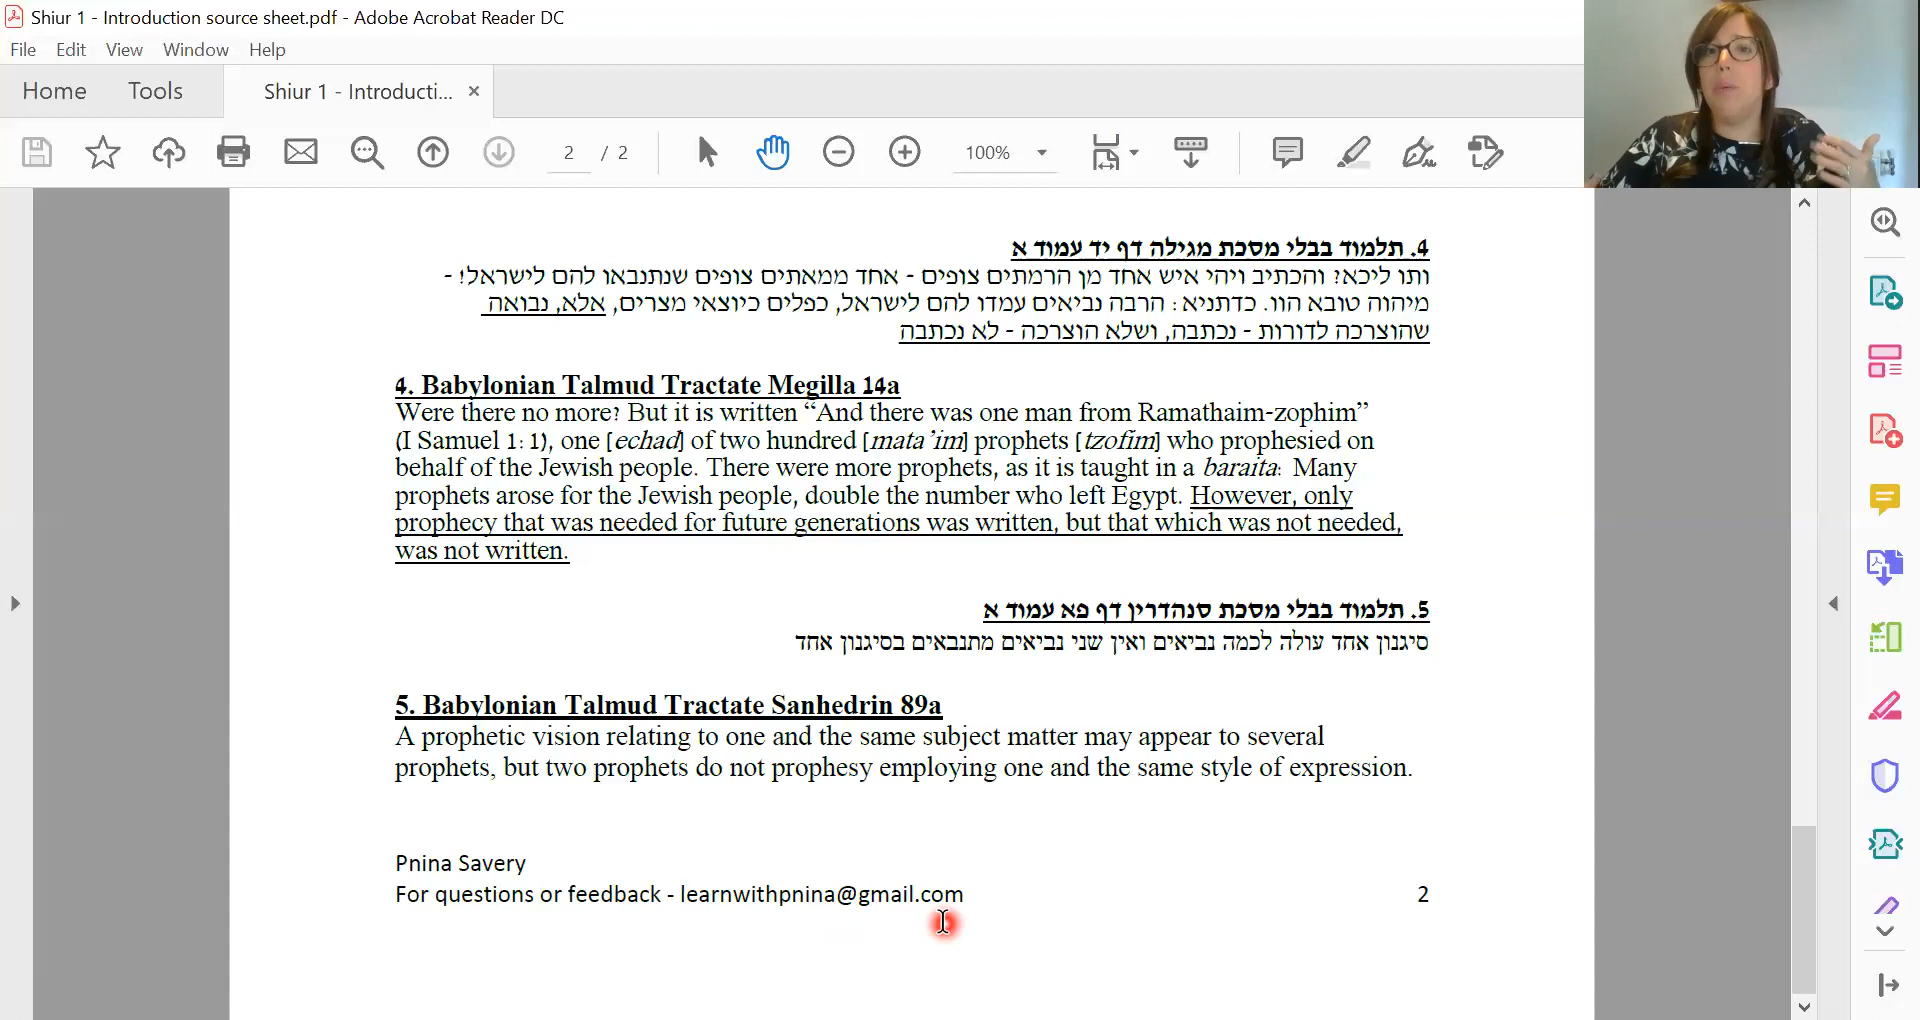 Shiur 1 - Introduction source sheet.pdf - Adobe Acrobat Reader DC
File Edit View Window Help
Home Tools Shiur 1 - Introducti... ×
2 / 2 100%
4. תלמוד בבלי מסכת מגילה דף יד עמוד א
ותו ליכא? והכתיב ויהי איש אחד מן הרמתים צופים - אחד ממאתים צופים שנתנבאו להם לישראל! -
מיהוה טובא הוו. כדתניא: הרבה נביאים עמדו להם לישראל, כפלים כיוצאי מצרים, אלא, נבואה
שהוצרכה לדורות - נכתבה, ושלא הוצרכה - לא נכתבה
4. Babylonian Talmud Tractate Megilla 14a
Were there no more? But it is written “And there was one man from Ramathaim-zophim”
(I Samuel 1:1), one [echad] of two hundred [mata’im] prophets [tzofim] who prophesied on
behalf of the Jewish people. There were more prophets, as it is taught in a baraita: Many
prophets arose for the Jewish people, double the number who left Egypt. However, only
prophecy that was needed for future generations was written, but that which was not needed,
was not written.
5. תלמוד בבלי מסכת סנהדרין דף פא עמוד א
סיגנון אחד עולה לכמה נביאים ואין שני נביאים מתנבאים בסיגנון אחד
5. Babylonian Talmud Tractate Sanhedrin 89a
A prophetic vision relating to one and the same subject matter may appear to several
prophets, but two prophets do not prophesy employing one and the same style of expression.
Pnina Savery
For questions or feedback - learnwithpnina@gmail.com 2